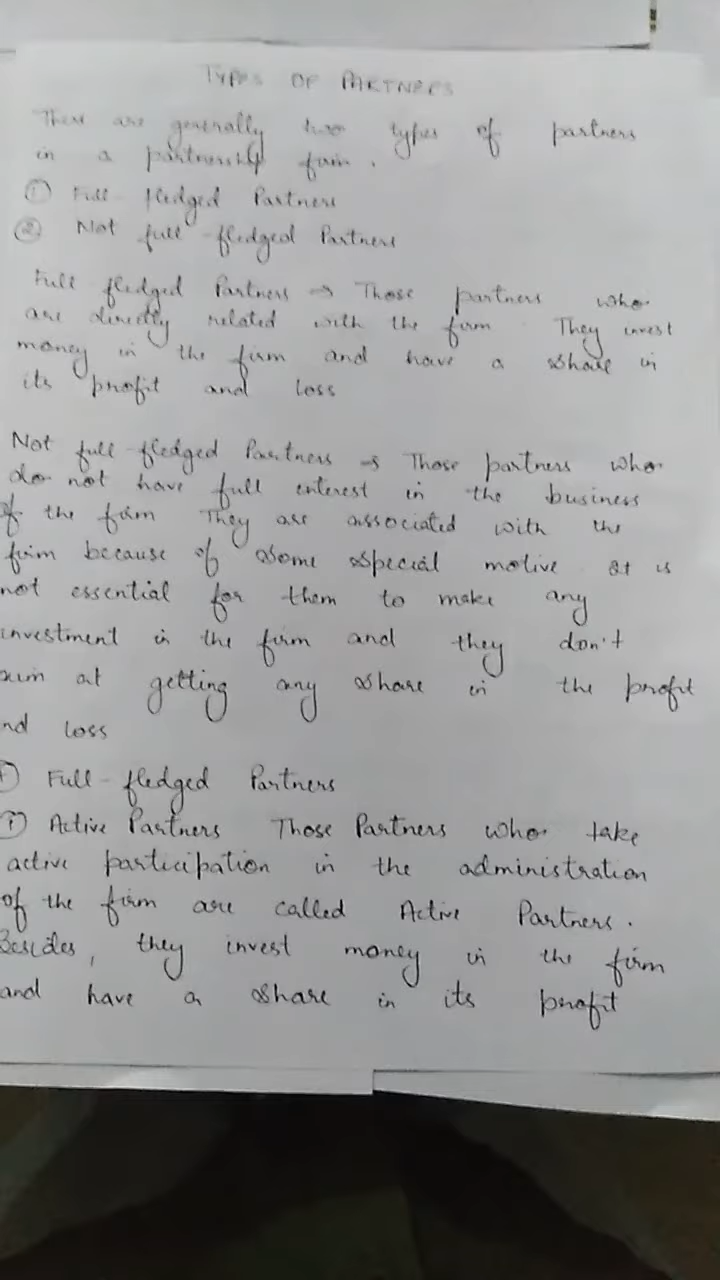 TYPES OF PARTNERS
There are generally two types of partners
in a partnership firm.
① Full-fledged Partners
② Not full-fledged Partners
Full fledged Partners → Those partners who
are directly related with the firm They invest
money in the firm and have a share in
its profit and loss
Not full-fledged Partners → Those partners who
do not have full interest in the business
of the firm They are associated with the
firm because of some special motive It is
not essential for them to make any
investment in the firm and they don't
aim at getting any share in the profit
nd loss
Full-fledged Partners
i) Active Partners Those Partners who take
active participation in the administration
of the firm are called Active Partners.
Besides, they invest money in the firm
and have a share in its profit